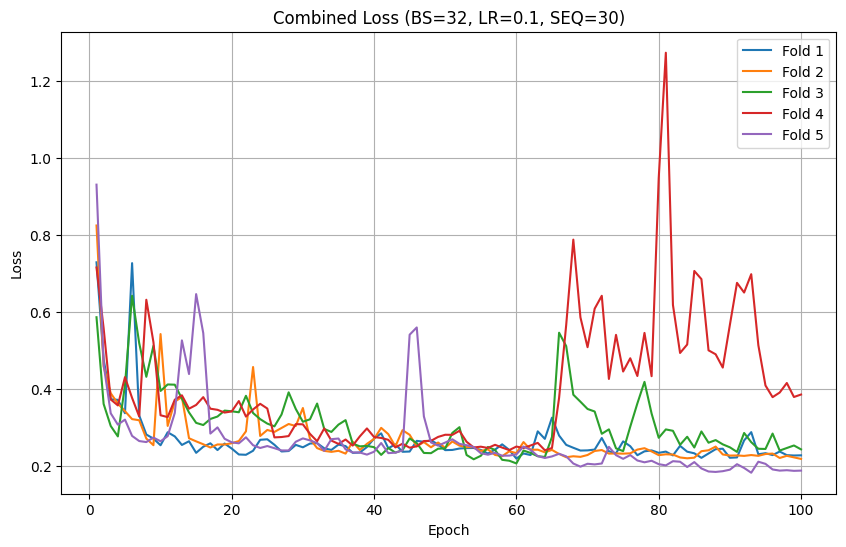 Combined Loss (BS=32, LR=0.1, SEQ=30)
Fold 1
Fold 2
Fold 3
Fold 4
Fold 5
Loss
1.2
1.0
0.8
0.6
0.4
0.2
0 20 40 60 80 100
Epoch